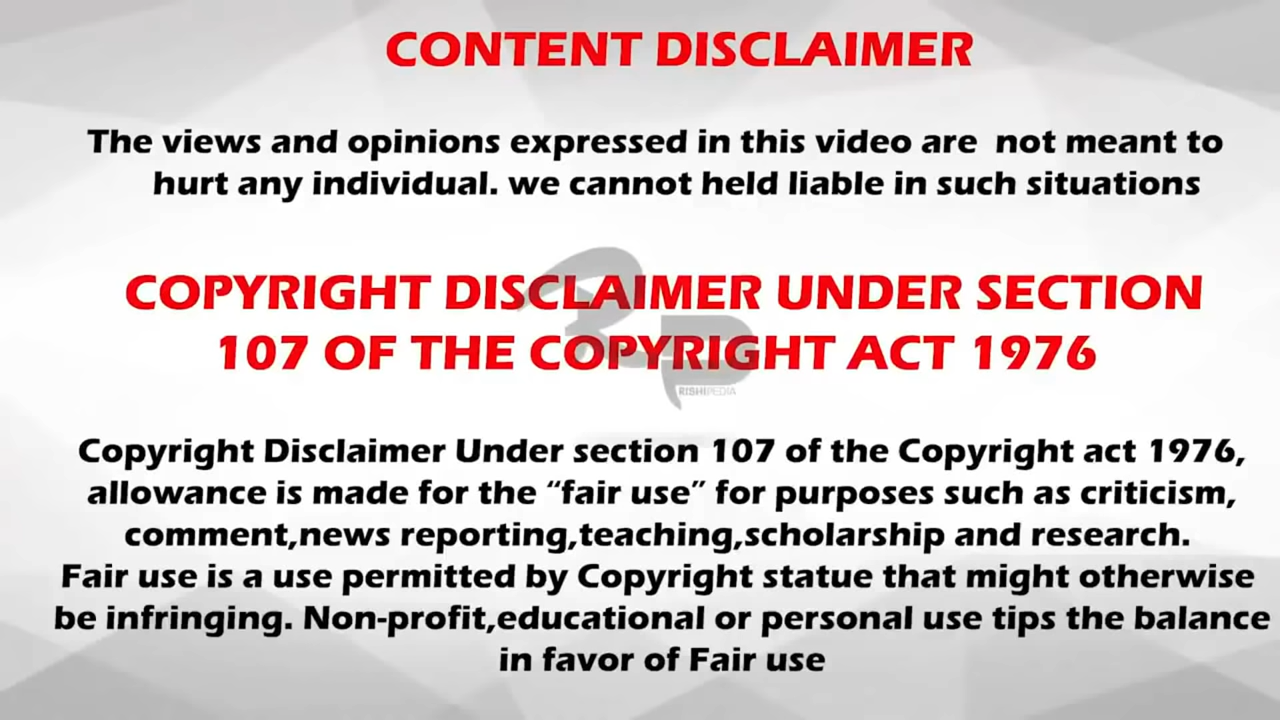 CONTENT DISCLAIMER
The views and opinions expressed in this video are not meant to
hurt any individual. we cannot held liable in such situations
COPYRIGHT DISCLAIMER UNDER SECTION
107 OF THE COPYRIGHT ACT 1976
RISHIPEDIA
Copyright Disclaimer Under section 107 of the Copyright act 1976,
allowance is made for the “fair use” for purposes such as criticism,
comment,news reporting,teaching,scholarship and research.
Fair use is a use permitted by Copyright statue that might otherwise
be infringing. Non-profit,educational or personal use tips the balance
in favor of Fair use